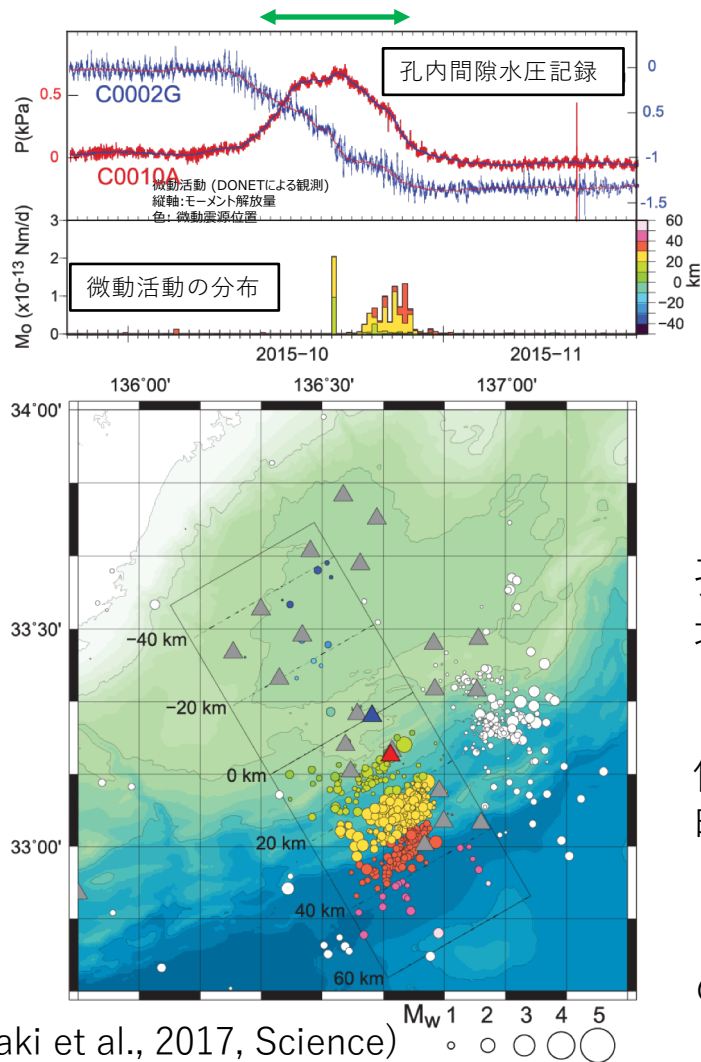 孔内間隙水圧記録
C0002G
C0010A
P(kPa)
0.5
0
0
-0.5
-1
-1.5
微動活動 (DONETによる観測)
縦軸:モーメント解放量
色: 微動震源位置
微動活動の分布
M₀ (x10⁻¹³ Nm/d)
3
2
1
0
60
40
20
0
−20
−40
km
2015-10
2015-11
136°00'
136°30'
137°00'
34°00'
33°30'
33°00'
−40 km
−20 km
0 km
20 km
40 km
60 km
aki et al., 2017, Science)
Mw 1 2 3 4 5